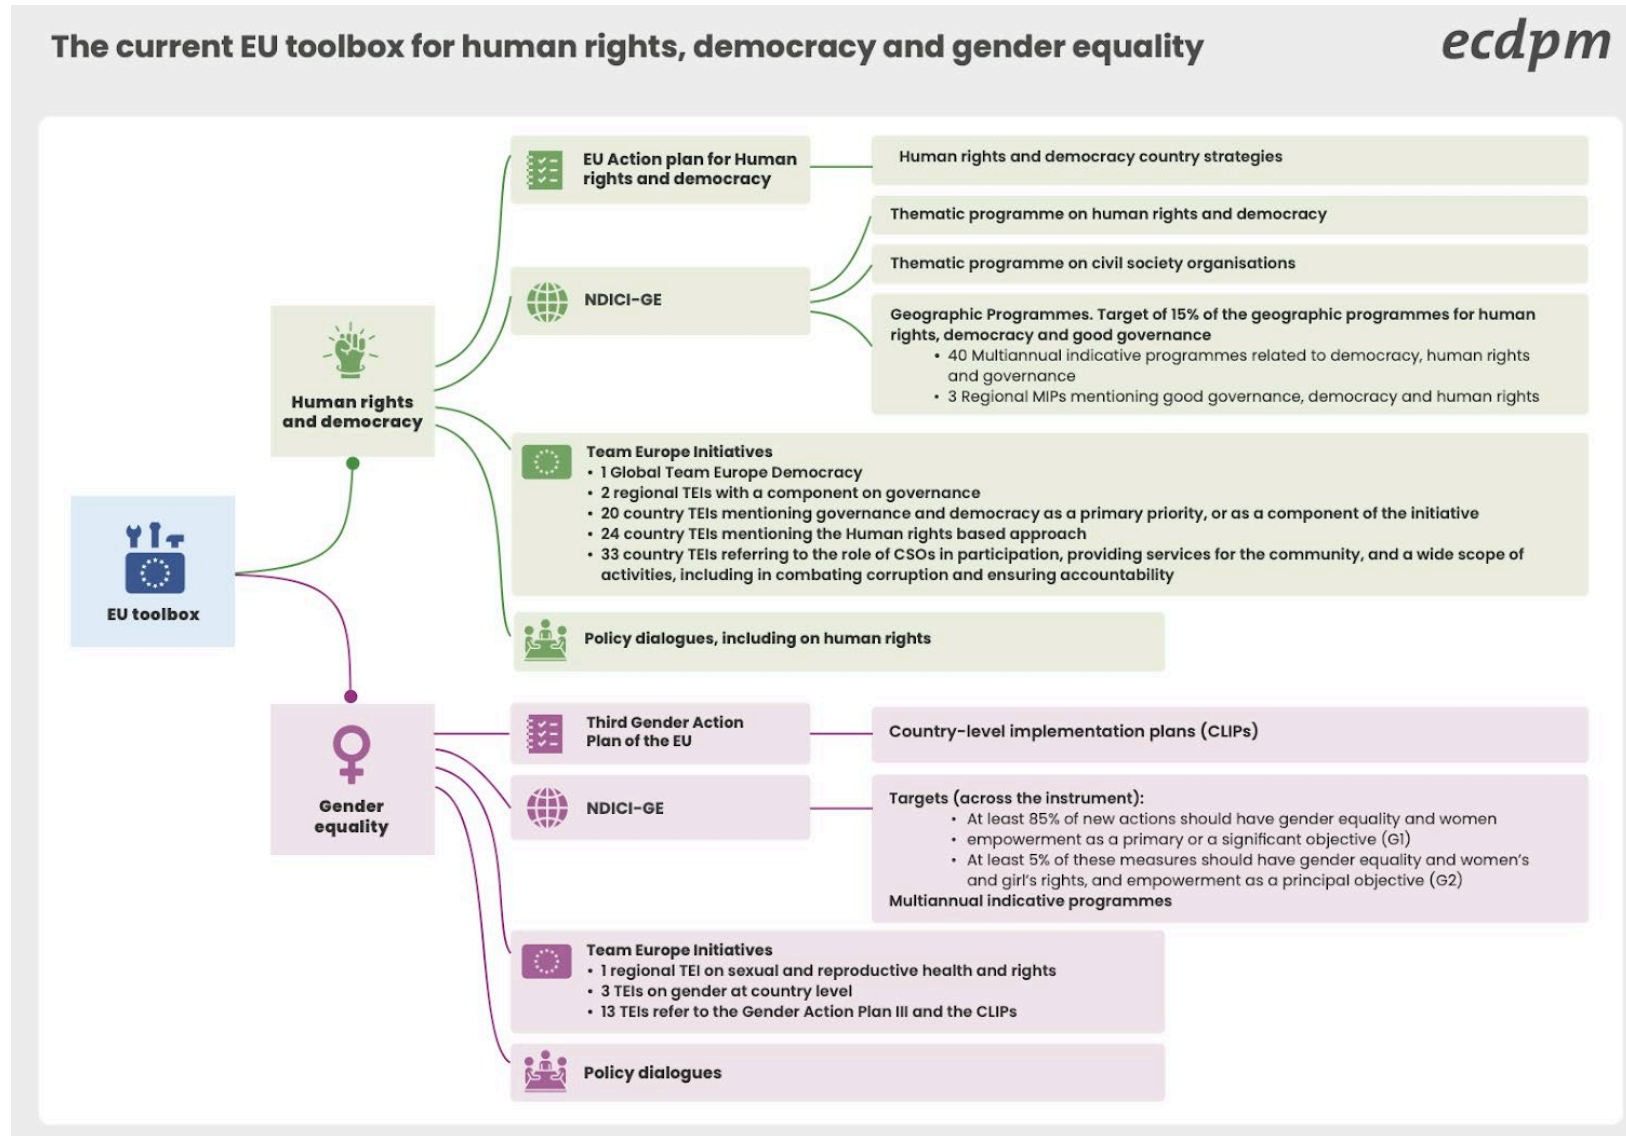 The current EU toolbox for human rights, democracy and gender equality
ecdpm
EU Action plan for Human
rights and democracy
Human rights and democracy country strategies
Thematic programme on human rights and democracy
Thematic programme on civil society organisations
NDICI-GE
Geographic Programmes. Target of 15% of the geographic programmes for human
rights, democracy and good governance
• 40 Multiannual indicative programmes related to democracy, human rights
and governance
• 3 Regional MIPs mentioning good governance, democracy and human rights
Human rights
and democracy
Team Europe Initiatives
• 1 Global Team Europe Democracy
• 2 regional TEIs with a component on governance
• 20 country TEIs mentioning governance and democracy as a primary priority, or as a component of the initiative
• 24 country TEIs mentioning the Human rights based approach
• 33 country TEIs referring to the role of CSOs in participation, providing services for the community, and a wide scope of
activities, including in combating corruption and ensuring accountability
EU toolbox
Policy dialogues, including on human rights
Third Gender Action
Plan of the EU
Country-level implementation plans (CLIPs)
Gender
equality
NDICI-GE
Targets (across the instrument):
• At least 85% of new actions should have gender equality and women
• empowerment as a primary or a significant objective (G1)
• At least 5% of these measures should have gender equality and women's
and girl's rights, and empowerment as a principal objective (G2)
Multiannual indicative programmes
Team Europe Initiatives
• 1 regional TEI on sexual and reproductive health and rights
• 3 TEIs on gender at country level
• 13 TEIs refer to the Gender Action Plan III and the CLIPs
Policy dialogues